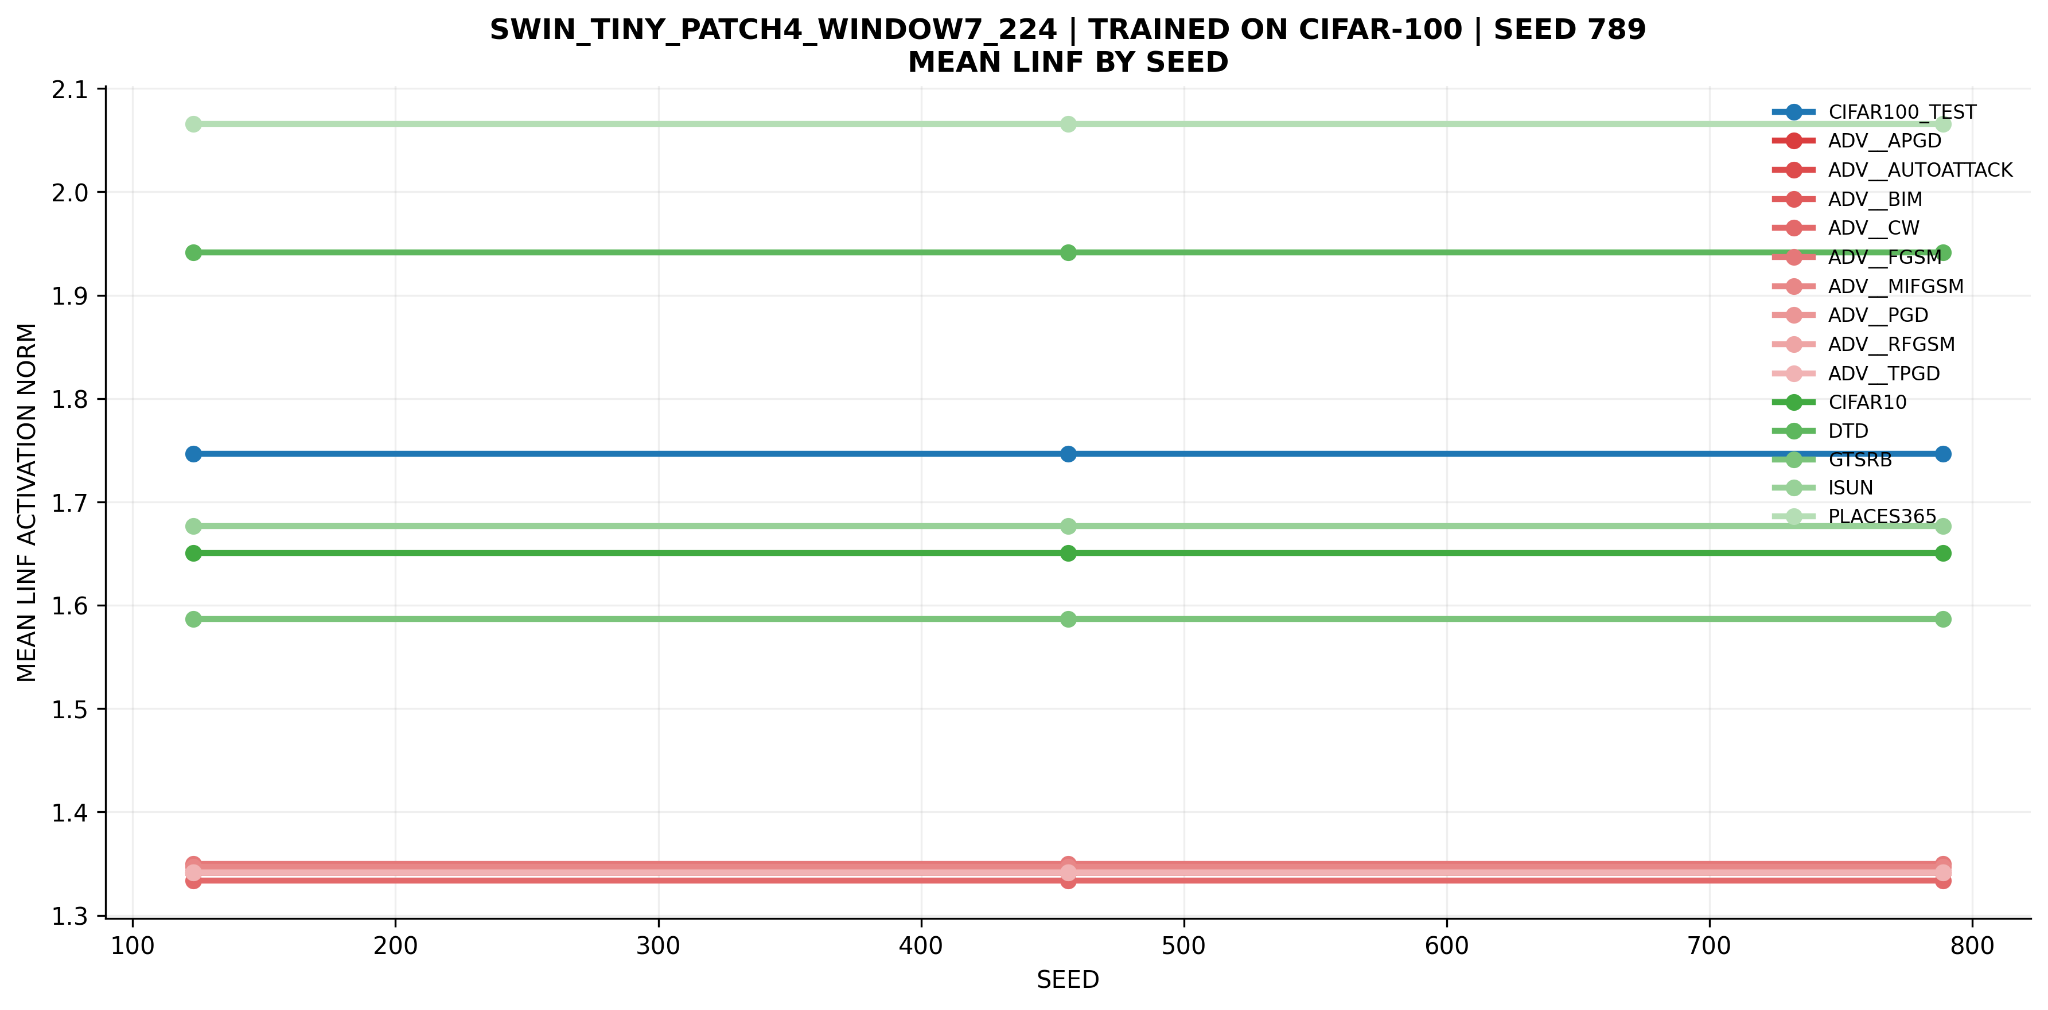 SWIN_TINY_PATCH4_WINDOW7_224 | TRAINED ON CIFAR-100 | SEED 789
MEAN LINF BY SEED
MEAN LINF ACTIVATION NORM
2.1
2.0
1.9
1.8
1.7
1.6
1.5
1.4
1.3
CIFAR100_TEST
ADV__APGD
ADV__AUTOATTACK
ADV__BIM
ADV__CW
ADV__FGSM
ADV__MIFGSM
ADV__PGD
ADV__RFGSM
ADV__TPGD
CIFAR10
DTD
GTSRB
ISUN
PLACES365
100 200 300 400 500 600 700 800
SEED